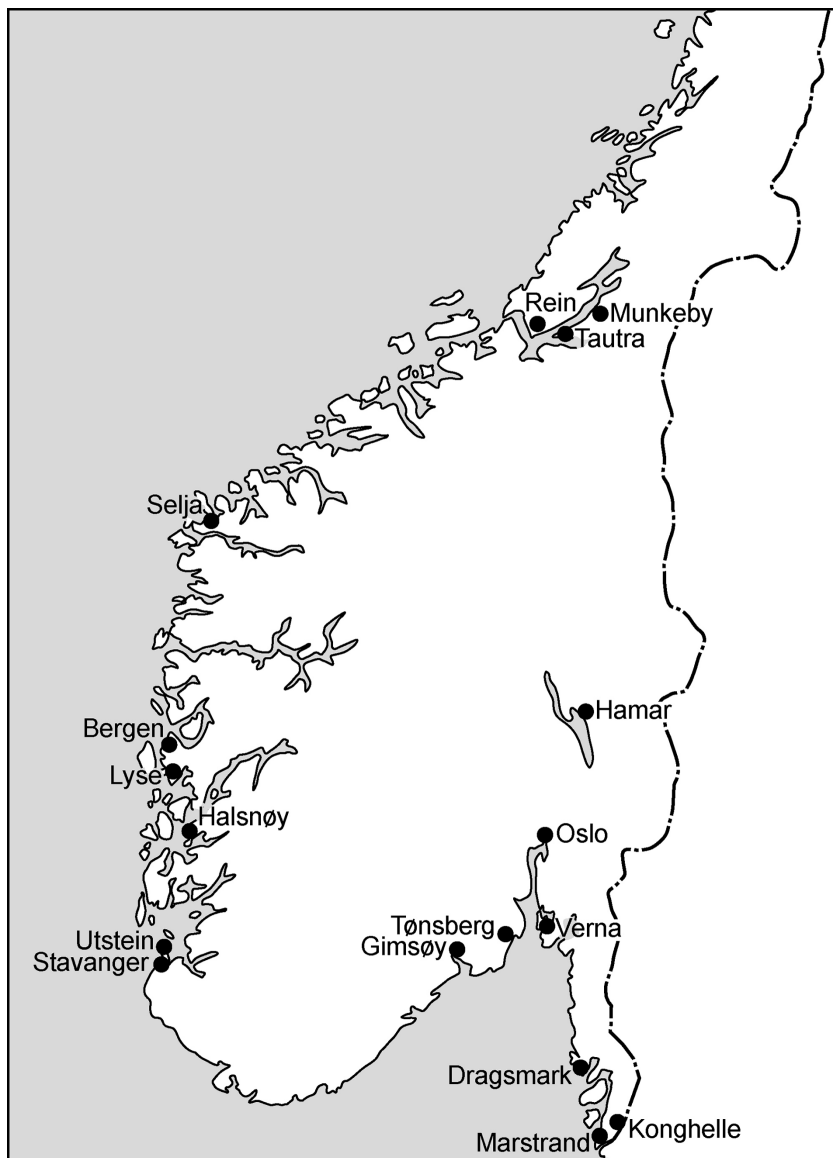 Rein
Munkeby
Tautra
Selja
Hamar
Bergen
Lyse
Halsnøy
Oslo
Tønsberg
Verna
Gimsøy
Utstein
Stavanger
Dragsmark
Konghelle
Marstrand